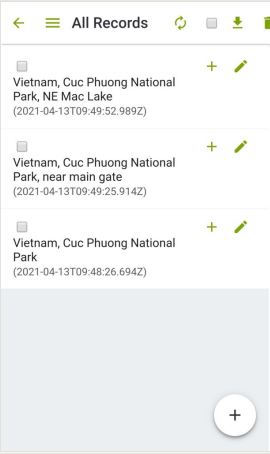 All Records
Vietnam, Cuc Phuong National
Park, NE Mac Lake
(2021-04-13T09:49:52.989Z)
Vietnam, Cuc Phuong National
Park, near main gate
(2021-04-13T09:49:25.914Z)
Vietnam, Cuc Phuong National
Park
(2021-04-13T09:48:26.694Z)